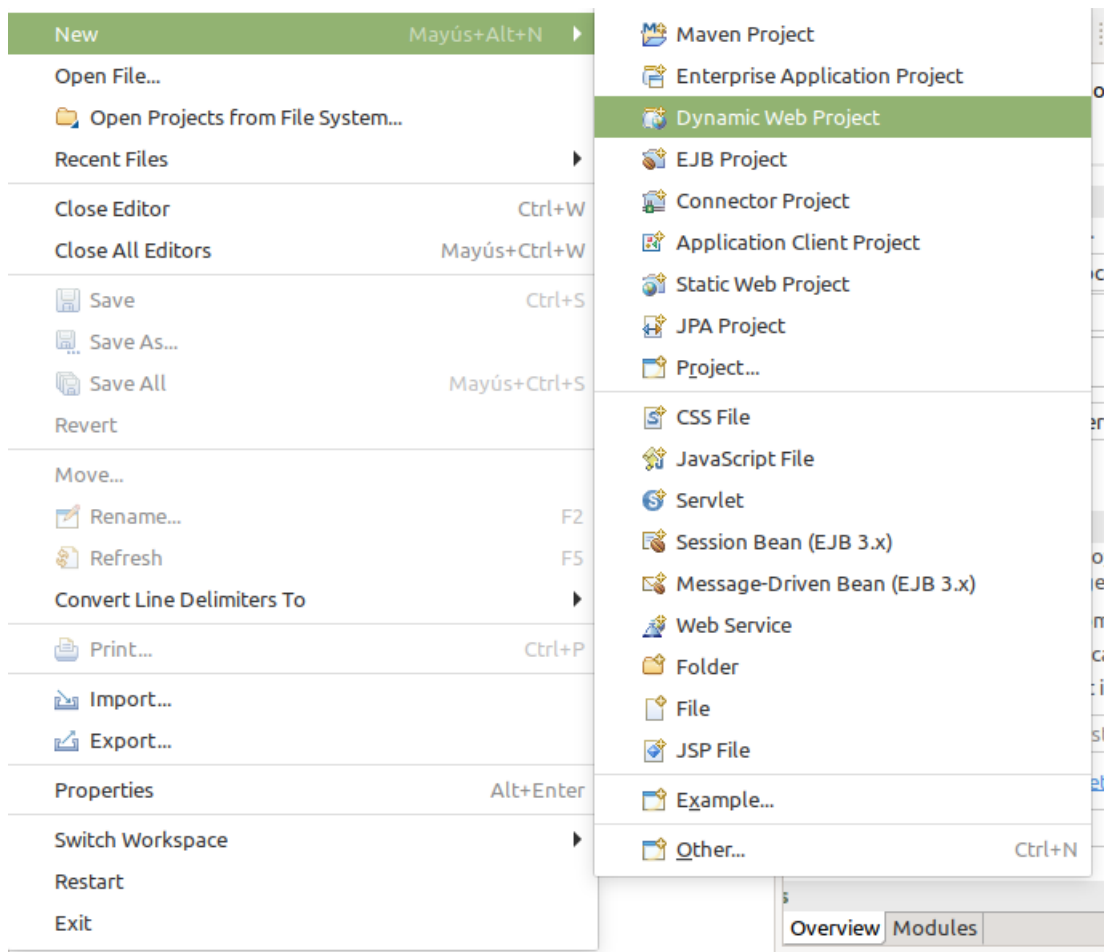 New Mayús+Alt+N
Open File...
Open Projects from File System...
Recent Files
Close Editor Ctrl+W
Close All Editors Mayús+Ctrl+W
Save Ctrl+S
Save As...
Save All Mayús+Ctrl+S
Revert
Move...
Rename... F2
Refresh F5
Convert Line Delimiters To
Print... Ctrl+P
Import...
Export...
Properties Alt+Enter
Switch Workspace
Restart
Exit
Maven Project
Enterprise Application Project
Dynamic Web Project
EJB Project
Connector Project
Application Client Project
Static Web Project
JPA Project
Project...
CSS File
JavaScript File
Servlet
Session Bean (EJB 3.x)
Message-Driven Bean (EJB 3.x)
Web Service
Folder
File
JSP File
Example...
Other... Ctrl+N
Overview Modules